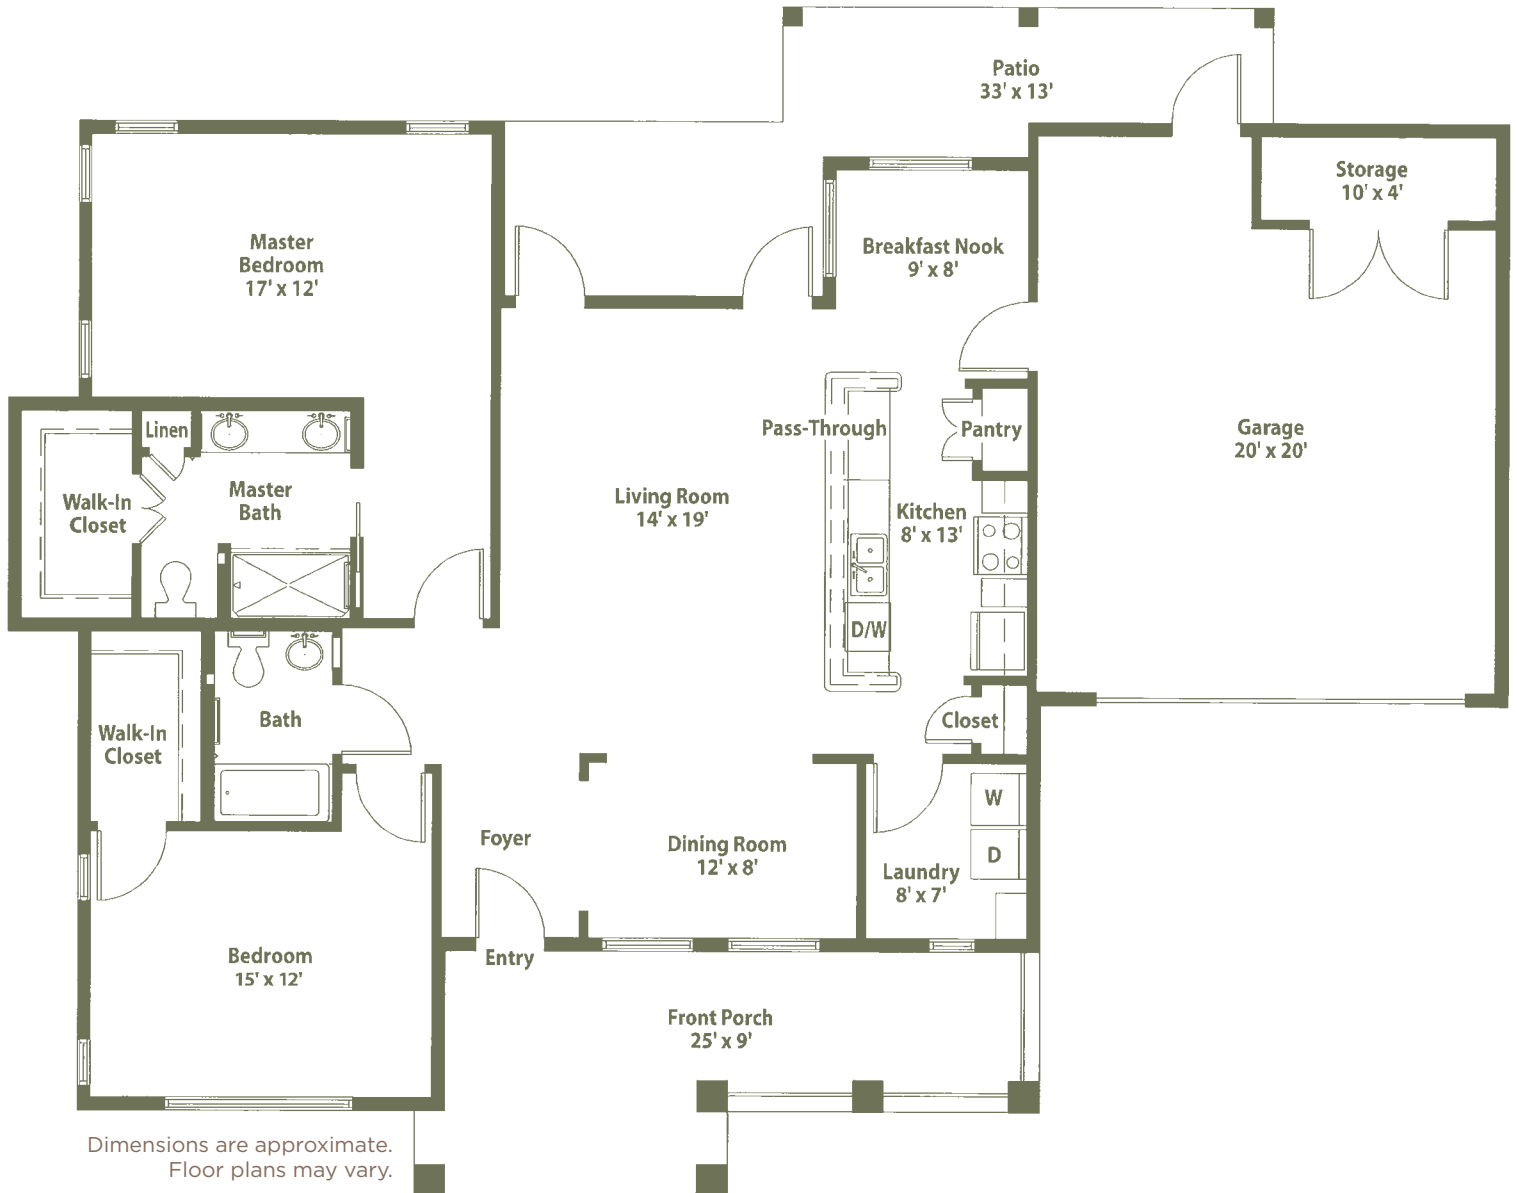 Patio
33' x 13'
Storage
10' x 4'
Master
Bedroom
17' x 12'
Breakfast Nook
9' x 8'
Linen
Pass-Through
Pantry
Garage
20' x 20'
Walk-In
Closet
Master
Bath
Living Room
14' x 19'
Kitchen
8' x 13'
D/W
Walk-In
Closet
Bath
Closet
W
D
Foyer
Dining Room
12' x 8'
Laundry
8' x 7'
Bedroom
15' x 12'
Entry
Front Porch
25' x 9'
Dimensions are approximate.
Floor plans may vary.